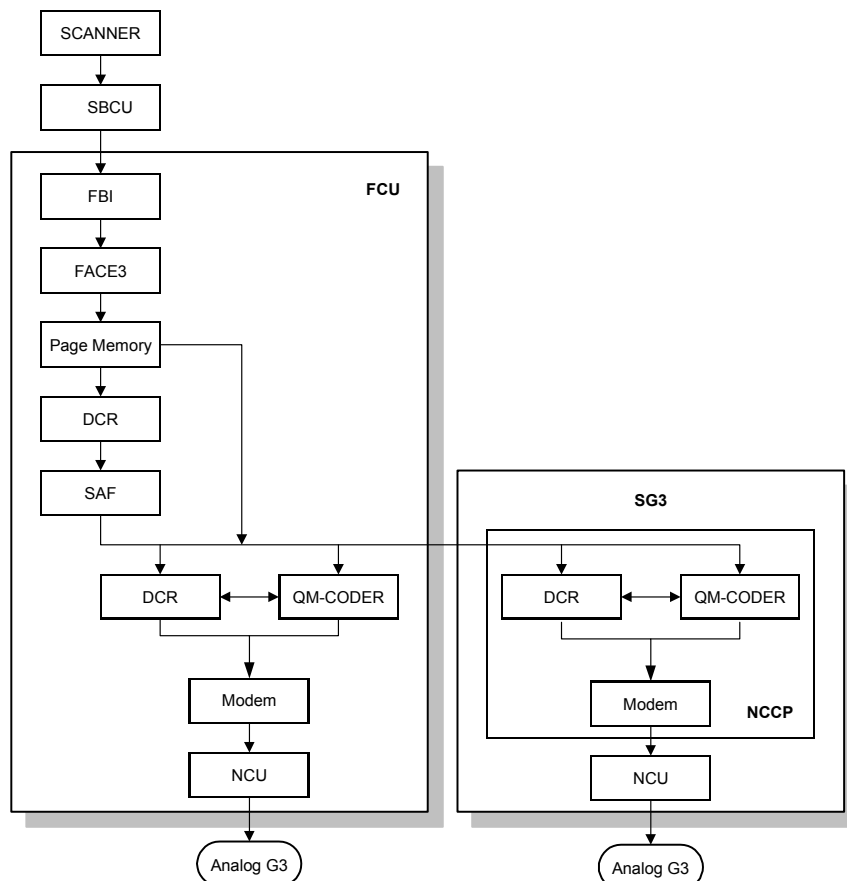 SCANNER
SBCU
FCU
FBI
FACE3
Page Memory
DCR
SAF
DCR
QM-CODER
Modem
NCU
Analog G3
SG3
DCR
QM-CODER
Modem
NCCP
NCU
Analog G3